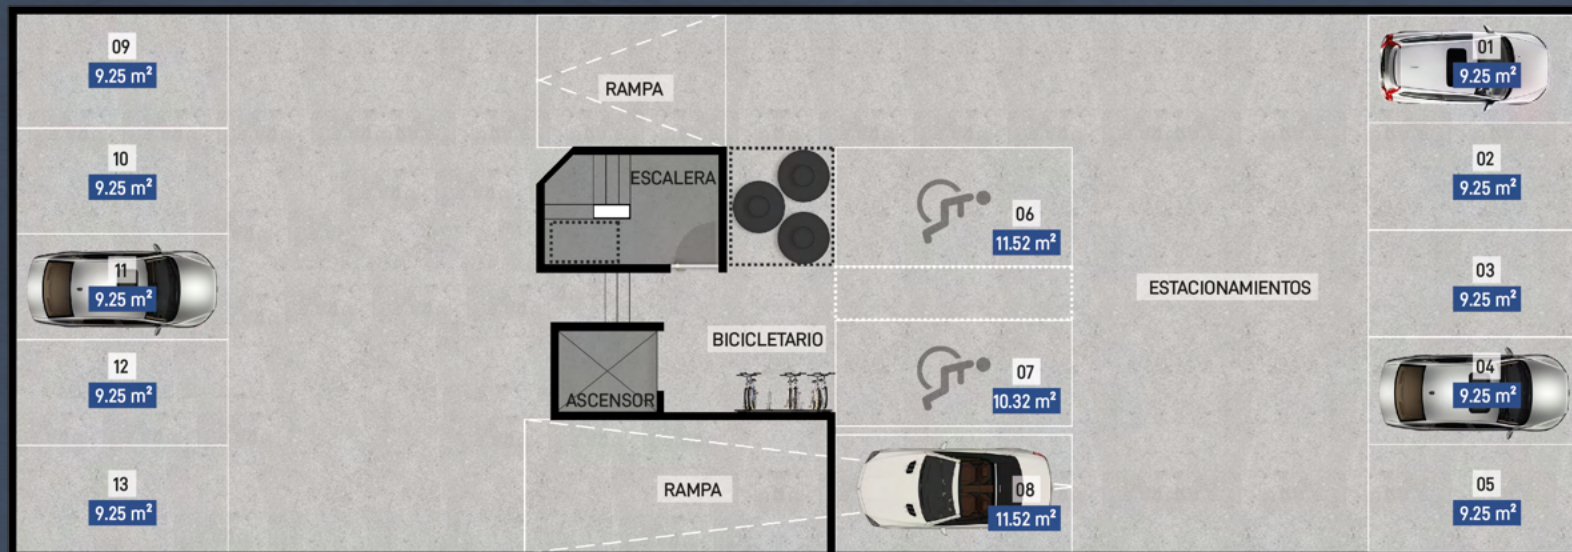 09
9.25 m²
10
9.25 m²
11
9.25 m²
12
9.25 m²
13
9.25 m²
RAMPA
ESCALERA
BICICLETARIO
ASCENSOR
RAMPA
06
11.52 m²
07
10.32 m²
08
11.52 m²
ESTACIONAMIENTOS
01
9.25 m²
02
9.25 m²
03
9.25 m²
04
9.25 m²
05
9.25 m²